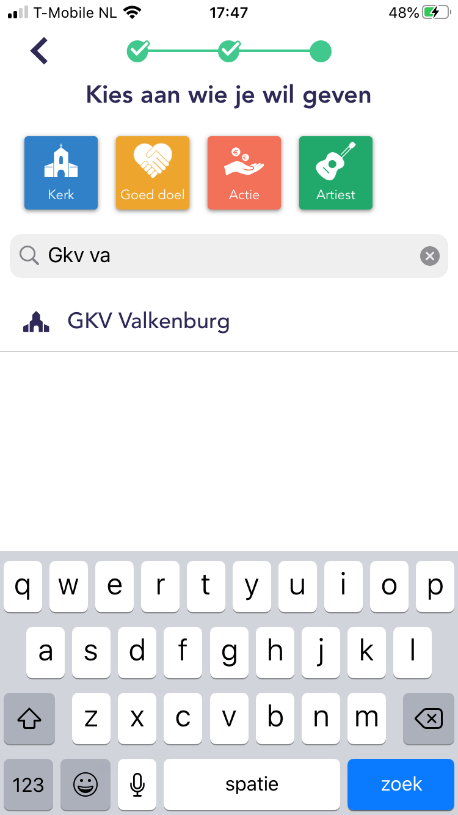 T-Mobile NL 17:47 48%
Kies aan wie je wil geven
Kerk Goed doel Actie Artiest
Gkv va
GKV Valkenburg
q w e r t y u i o p
a s d f g h j k l
z x c v b n m
123 spatie zoek